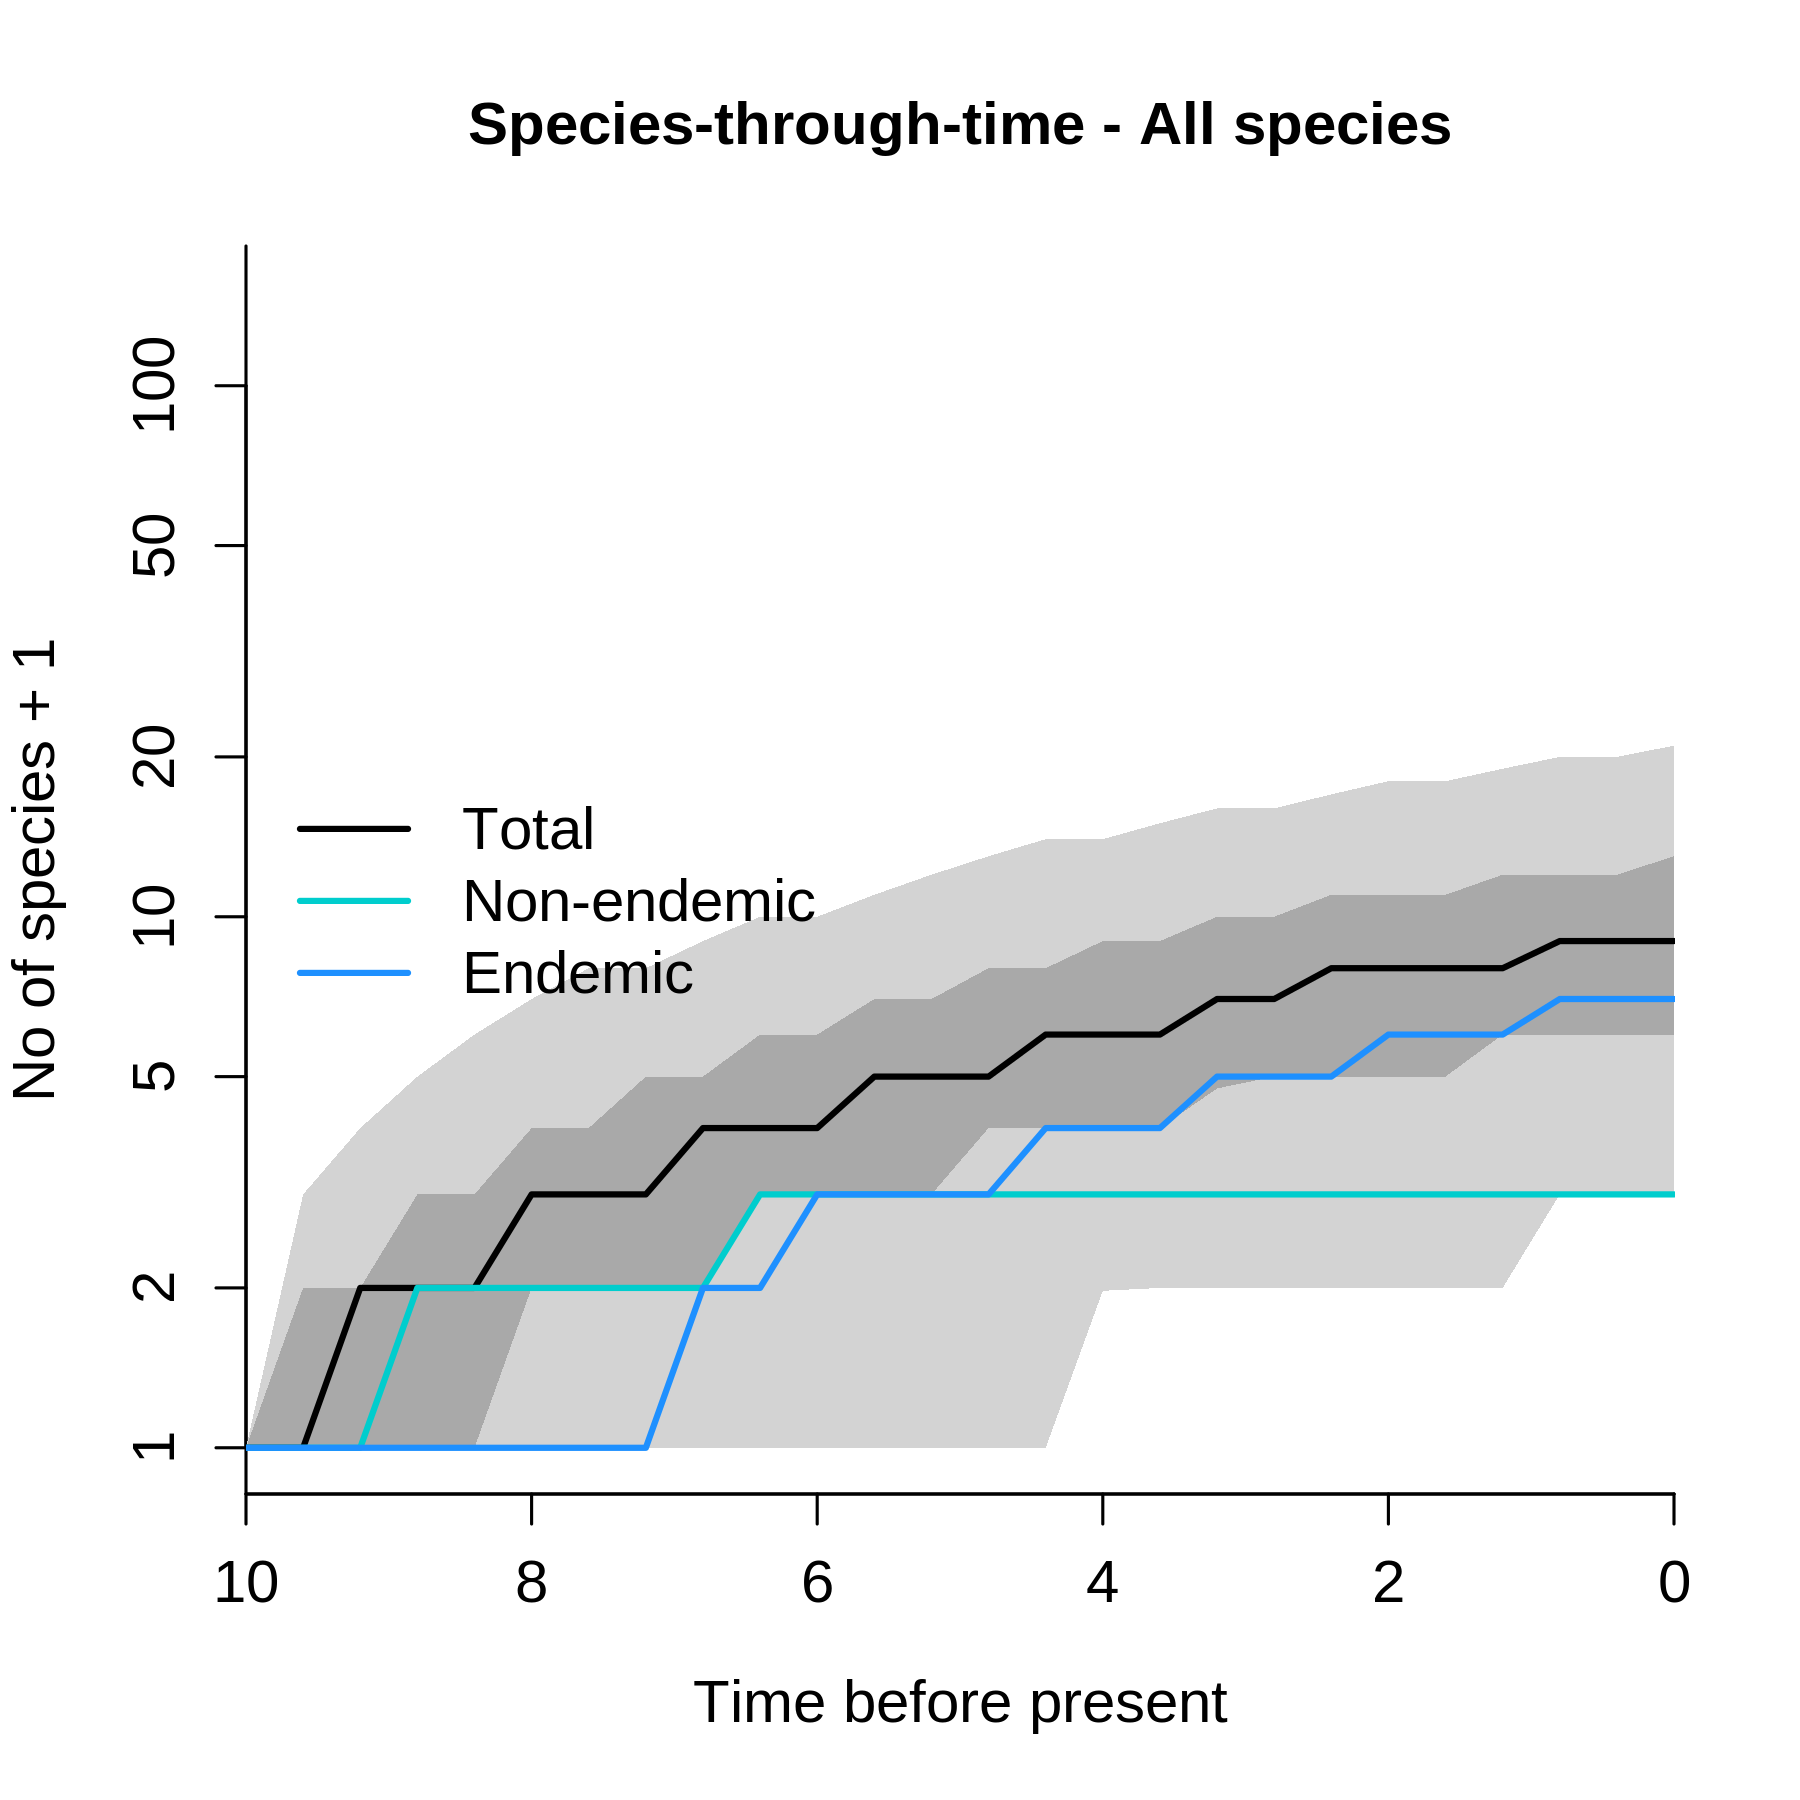 Species-through-time - All species
No of species + 1
100
50
20
10
5
2
1
Total
Non-endemic
Endemic
10 8 6 4 2 0
Time before present